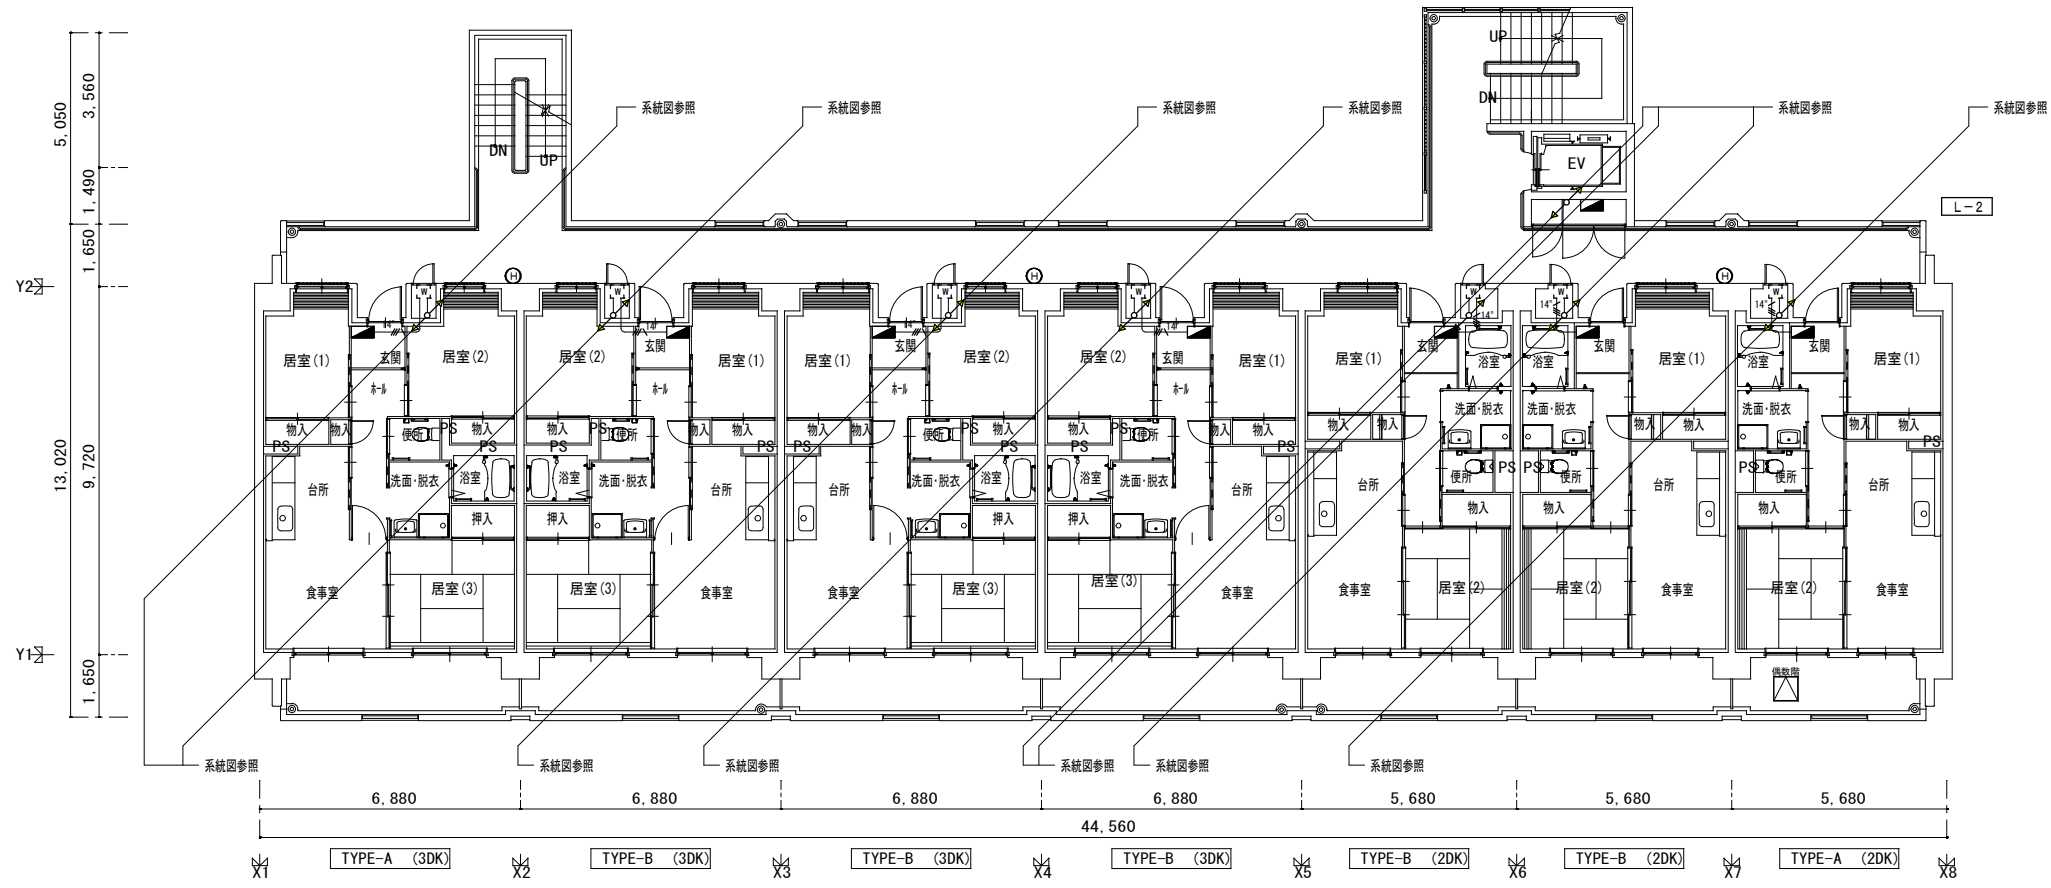 UP
DN
EV
L-2
5,050
3,560
1,490
1,650
DN
UP
系統図参照
系統図参照
系統図参照
系統図参照
系統図参照
系統図参照
Y2
H
H
H
W
W
W
W
W
W
W
14°
14°
14°
14°
14°
14°
14°
居室(1)
玄関
居室(2)
居室(2)
玄関
居室(1)
居室(1)
玄関
居室(2)
居室(2)
玄関
居室(1)
居室(1)
玄関
浴室
浴室
玄関
居室(1)
浴室
玄関
居室(1)
ホール
ホール
ホール
ホール
物入
物入
便所
PS
物入
PS
物入
PS
PS
便所
物入
物入
PS
物入
物入
便所
PS
物入
PS
物入
PS
PS
便所
物入
物入
PS
物入
物入
洗面・脱衣
洗面・脱衣
物入
物入
洗面・脱衣
物入
物入
PS
13,020
9,720
台所
洗面・脱衣
浴室
浴室
洗面・脱衣
台所
台所
洗面・脱衣
浴室
浴室
洗面・脱衣
台所
台所
便所
PS
PS
便所
台所
PS
便所
台所
押入
押入
押入
押入
物入
物入
物入
食事室
居室(3)
居室(3)
食事室
食事室
居室(3)
居室(3)
食事室
食事室
居室(2)
居室(2)
食事室
居室(2)
食事室
Y1
1,650
偶数階
系統図参照
系統図参照
系統図参照
系統図参照
系統図参照
系統図参照
6,880
6,880
6,880
6,880
5,680
5,680
5,680
44,560
TYPE-A (3DK)
TYPE-B (3DK)
TYPE-B (3DK)
TYPE-B (3DK)
TYPE-B (2DK)
TYPE-B (2DK)
TYPE-A (2DK)
X1
X2
X3
X4
X5
X6
X7
X8